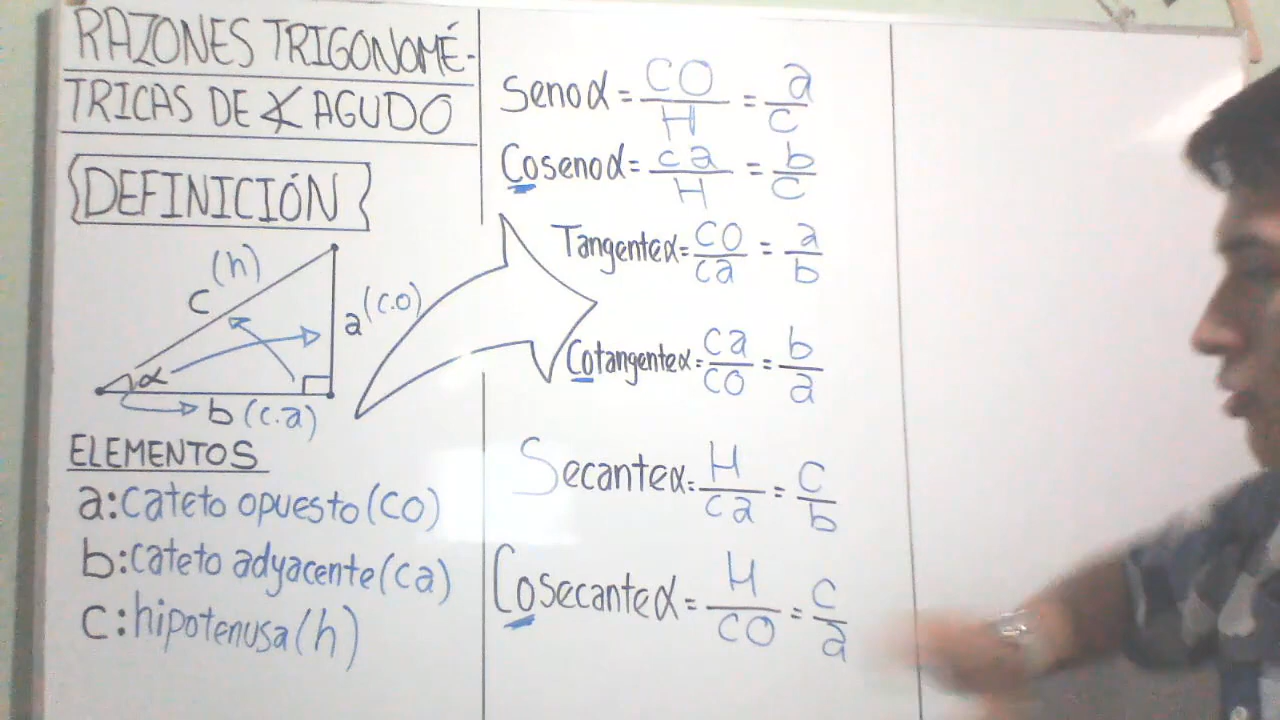 RAZONES TRIGONOMÉ-
TRICAS DE ∡ AGUDO
DEFINICIÓN
(h)
c
a (c.o)
α
b (c.a)
ELEMENTOS
a: cateto opuesto (co)
b: cateto adyacente (ca)
c: hipotenusa (h)
Seno α = CO/H = a/c
Coseno α = ca/H = b/c
Tangente α = CO/ca = a/b
Cotangente α = ca/CO = b/a
Secante α = H/ca = c/b
Cosecante α = H/CO = c/a